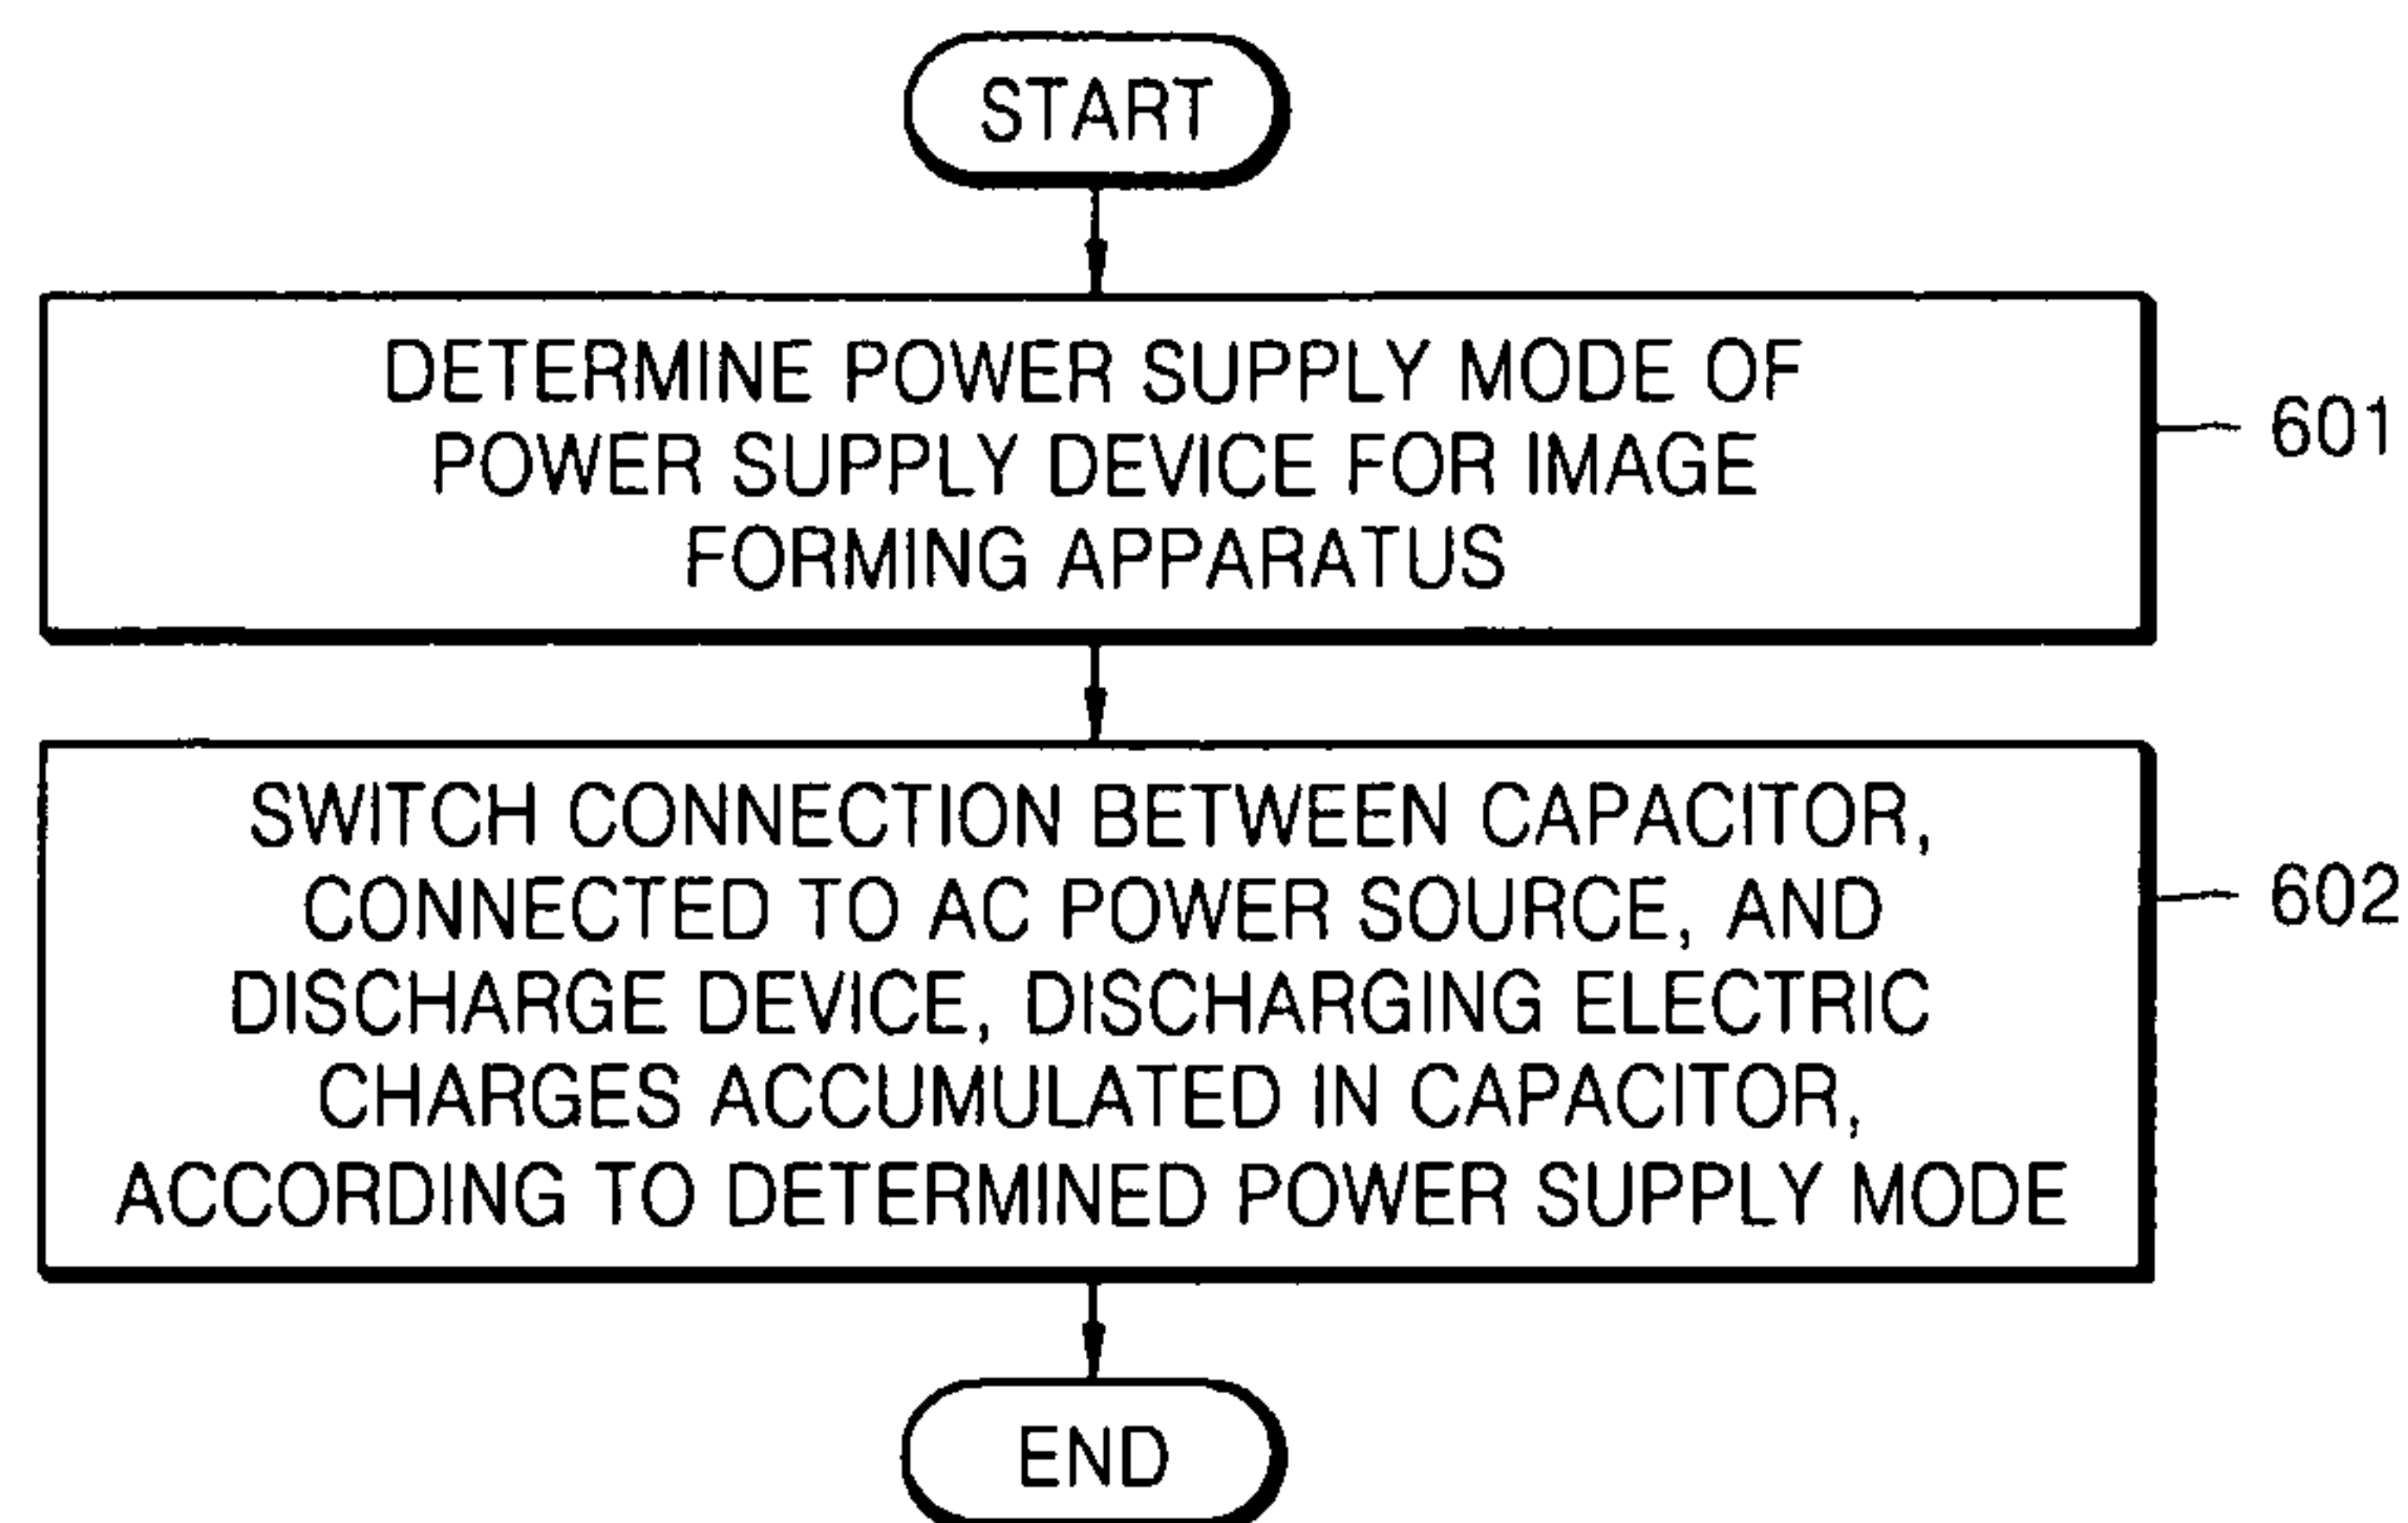 START
DETERMINE POWER SUPPLY MODE OF
POWER SUPPLY DEVICE FOR IMAGE
FORMING APPARATUS
601
SWITCH CONNECTION BETWEEN CAPACITOR,
CONNECTED TO AC POWER SOURCE, AND
DISCHARGE DEVICE, DISCHARGING ELECTRIC
CHARGES ACCUMULATED IN CAPACITOR,
ACCORDING TO DETERMINED POWER SUPPLY MODE
602
END